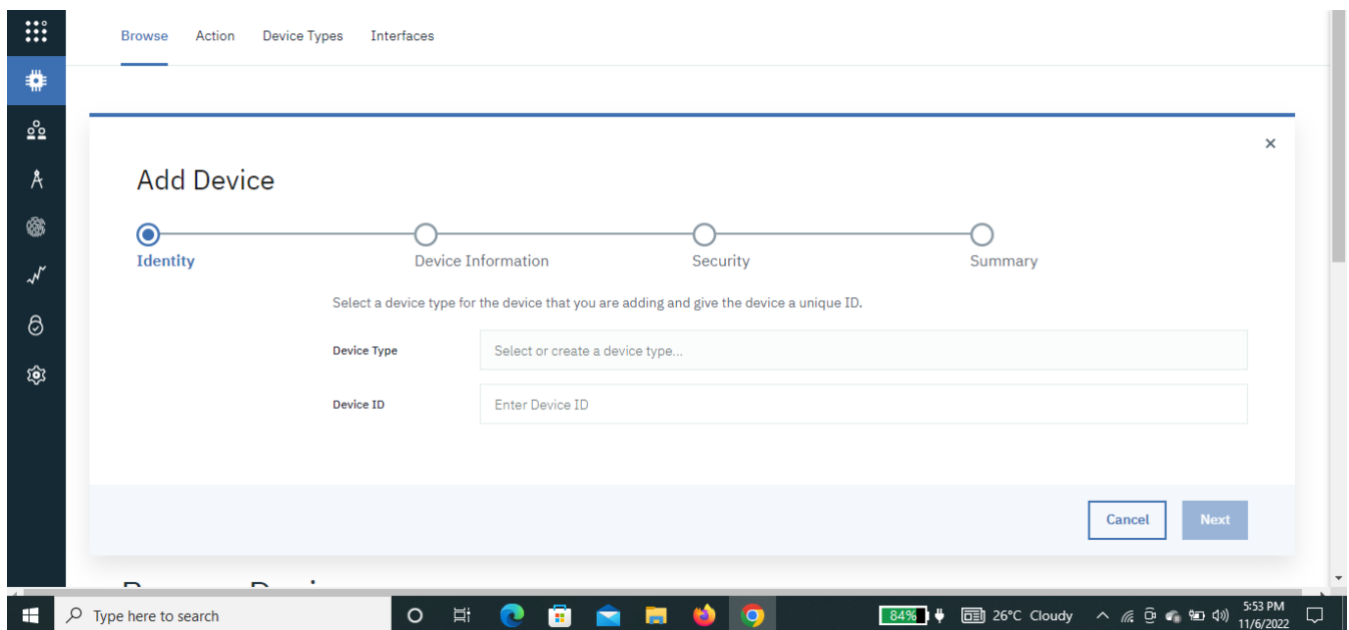 Browse Action Device Types Interfaces
×
Add Device
Identity Device Information Security Summary
Select a device type for the device that you are adding and give the device a unique ID.
Device Type Select or create a device type...
Device ID Enter Device ID
Cancel Next
Type here to search 84% 26°C Cloudy 5:53 PM
11/6/2022